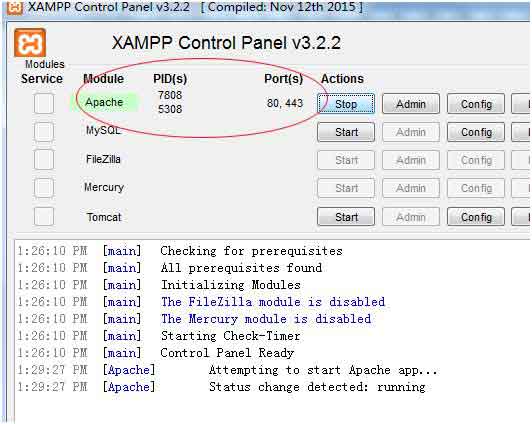 XAMPP Control Panel v3.2.2 [ Compiled: Nov 12th 2015 ]
XAMPP Control Panel v3.2.2
Modules
Service Module PID(s) Port(s) Actions
Apache 7808 5308 80, 443 Stop Admin Config
MySQL Start Admin Config
FileZilla Start Admin Config
Mercury Start Admin Config
Tomcat Start Admin Config
1:26:10 PM [main] Checking for prerequisites
1:26:10 PM [main] All prerequisites found
1:26:10 PM [main] Initializing Modules
1:26:10 PM [main] The FileZilla module is disabled
1:26:10 PM [main] The Mercury module is disabled
1:26:10 PM [main] Starting Check-Timer
1:26:10 PM [main] Control Panel Ready
1:29:27 PM [Apache] Attempting to start Apache app...
1:29:27 PM [Apache] Status change detected: running